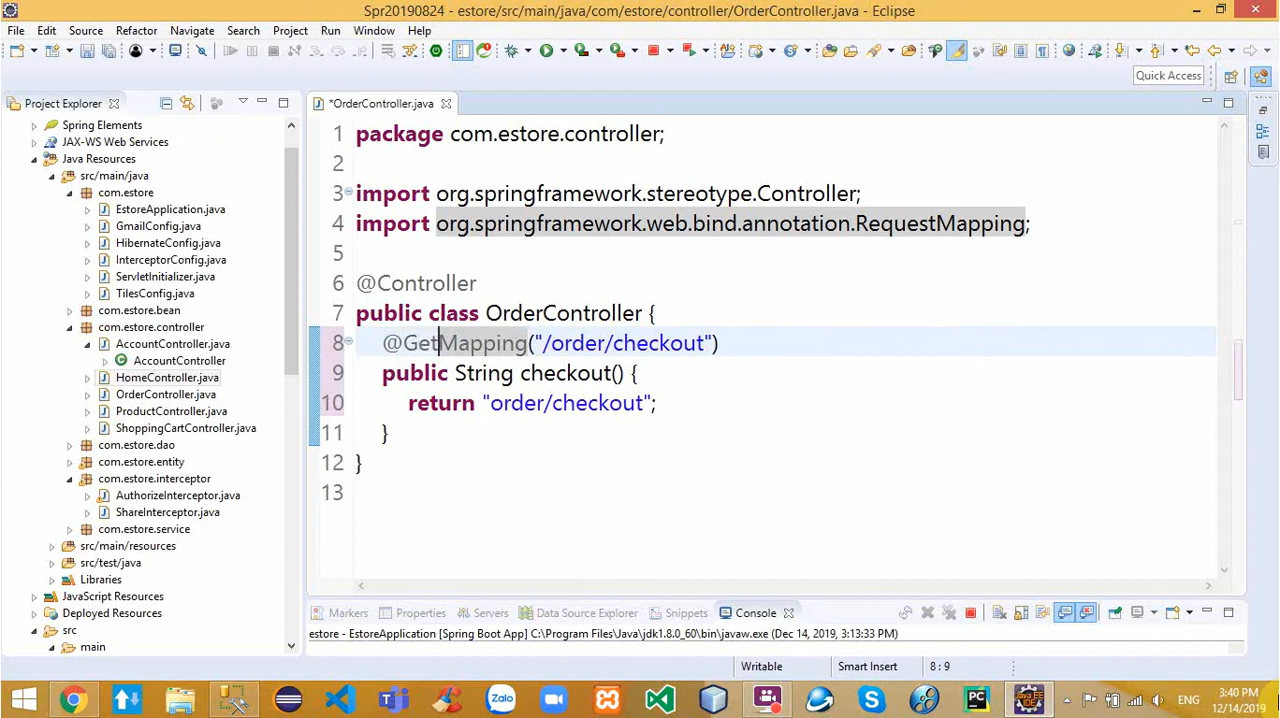 Spr20190824 - estore/src/main/java/com/estore/controller/OrderController.java - Eclipse
File Edit Source Refactor Navigate Search Project Run Window Help
Quick Access
Project Explorer
*OrderController.java
Spring Elements
JAX-WS Web Services
Java Resources
src/main/java
com.estore
EstoreApplication.java
GmailConfig.java
HibernateConfig.java
InterceptorConfig.java
ServletInitializer.java
TilesConfig.java
com.estore.bean
com.estore.controller
AccountController.java
AccountController
HomeController.java
OrderController.java
ProductController.java
ShoppingCartController.java
com.estore.dao
com.estore.entity
com.estore.interceptor
AuthorizeInterceptor.java
ShareInterceptor.java
com.estore.service
src/main/resources
src/test/java
Libraries
JavaScript Resources
Deployed Resources
src
main
1 package com.estore.controller;
2
3 import org.springframework.stereotype.Controller;
4 import org.springframework.web.bind.annotation.RequestMapping;
5
6 @Controller
7 public class OrderController {
8 @GetMapping("/order/checkout")
9 public String checkout() {
10 return "order/checkout";
11 }
12 }
13
Markers Properties Servers Data Source Explorer Snippets Console
estore - EstoreApplication [Spring Boot App] C:\Program Files\Java\jdk1.8.0_60\bin\javaw.exe (Dec 14, 2019, 3:13:33 PM)
Writable Smart Insert 8 : 9
Zalo
PC
ENG
3:40 PM
12/14/2019